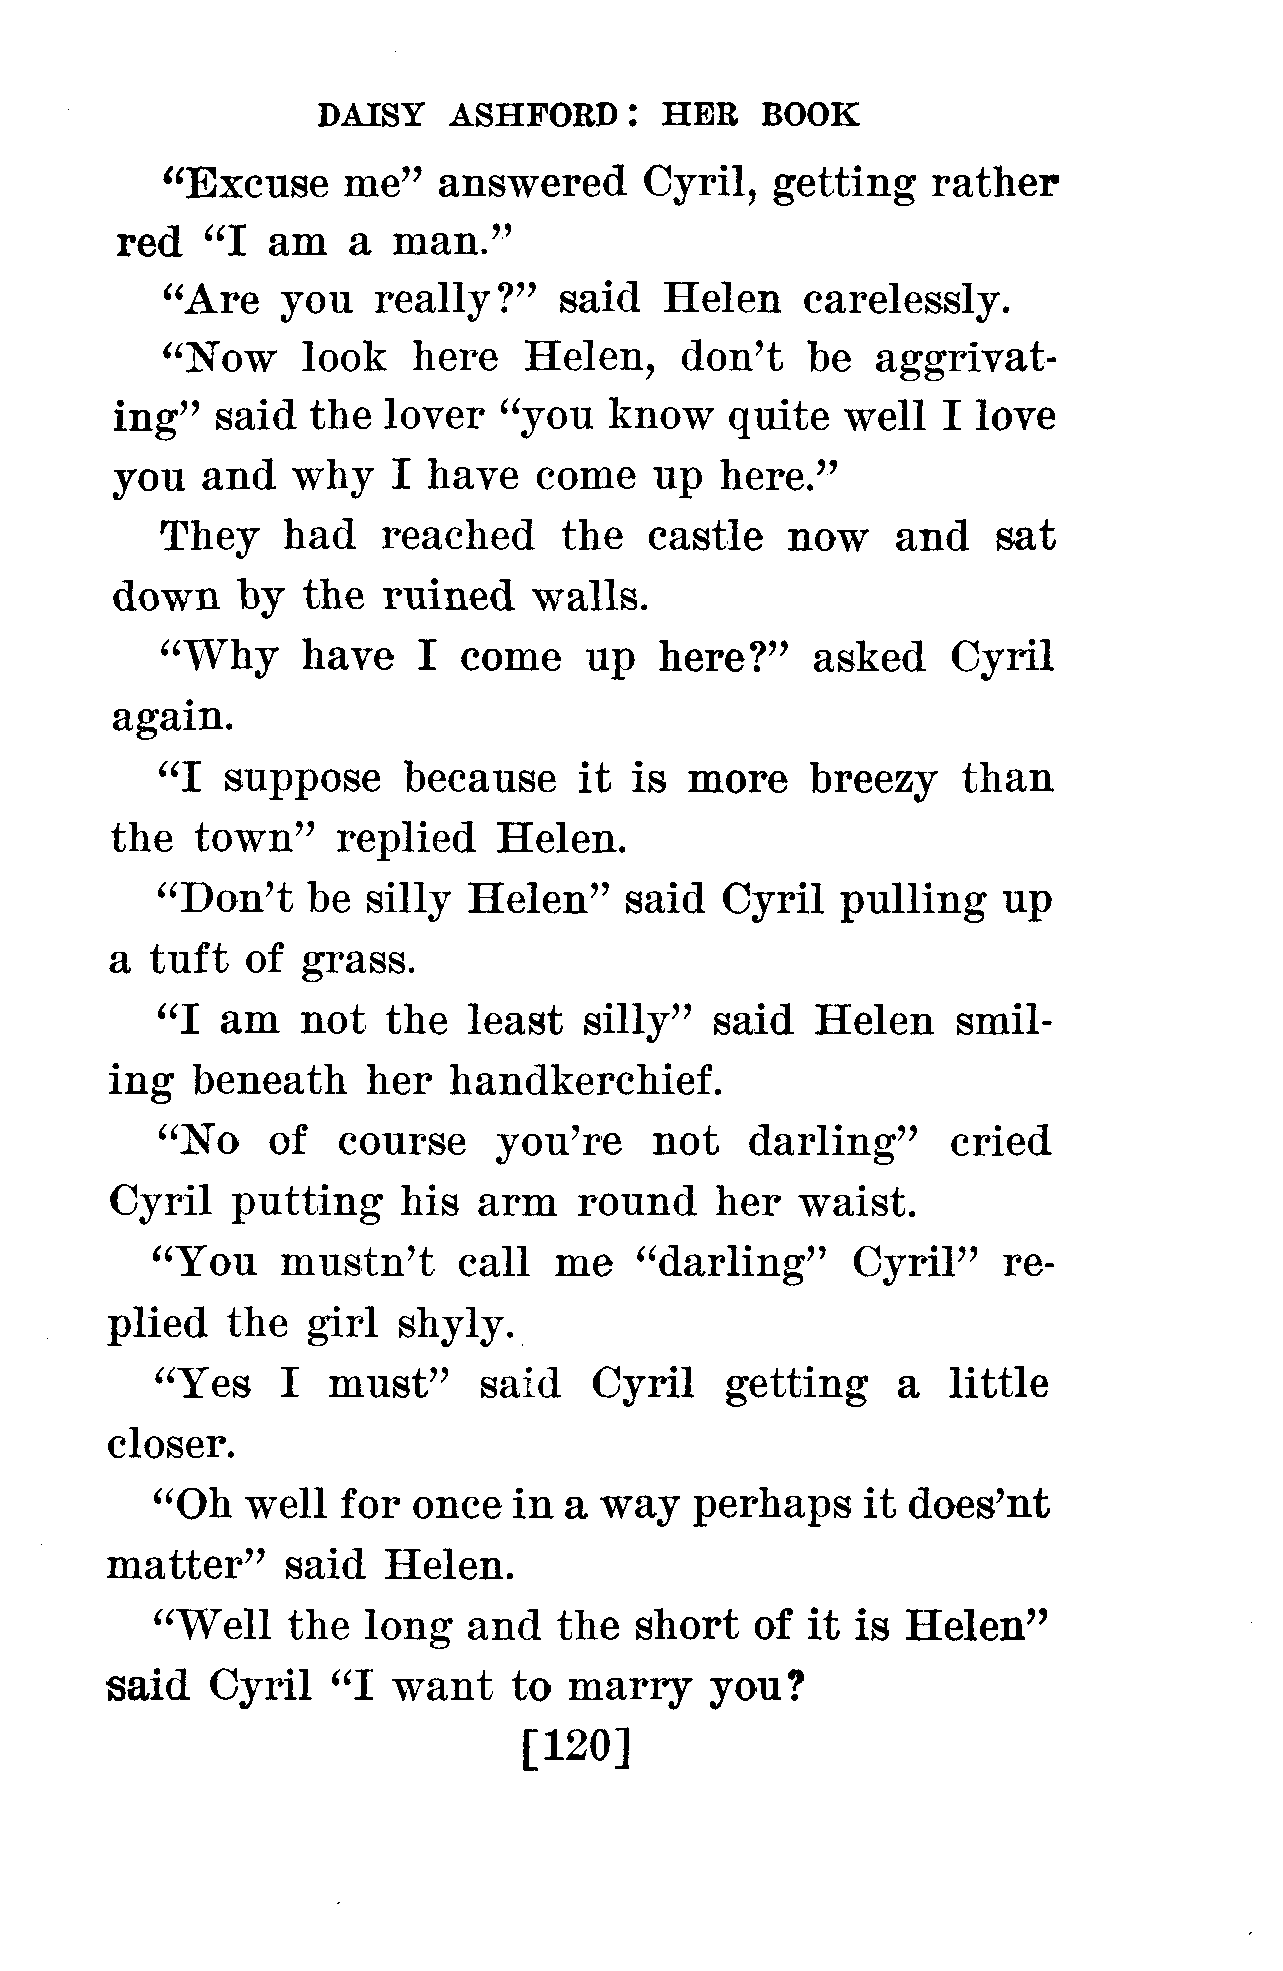 DAISY ASHFORD: HER BOOK
“Excuse me” answered Cyril, getting rather
red “I am a man.”
“Are you really?” said Helen carelessly.
“Now look here Helen, don’t be aggrivat-
ing” said the lover “you know quite well I love
you and why I have come up here.”
They had reached the castle now and sat
down by the ruined walls.
“Why have I come up here?” asked Cyril
again.
“I suppose because it is more breezy than
the town” replied Helen.
“Don’t be silly Helen” said Cyril pulling up
a tuft of grass.
“I am not the least silly” said Helen smil-
ing beneath her handkerchief.
“No of course you’re not darling” cried
Cyril putting his arm round her waist.
“You mustn’t call me “darling” Cyril” re-
plied the girl shyly.
“Yes I must” said Cyril getting a little
closer.
“Oh well for once in a way perhaps it does’nt
matter” said Helen.
“Well the long and the short of it is Helen”
said Cyril “I want to marry you?
[120]